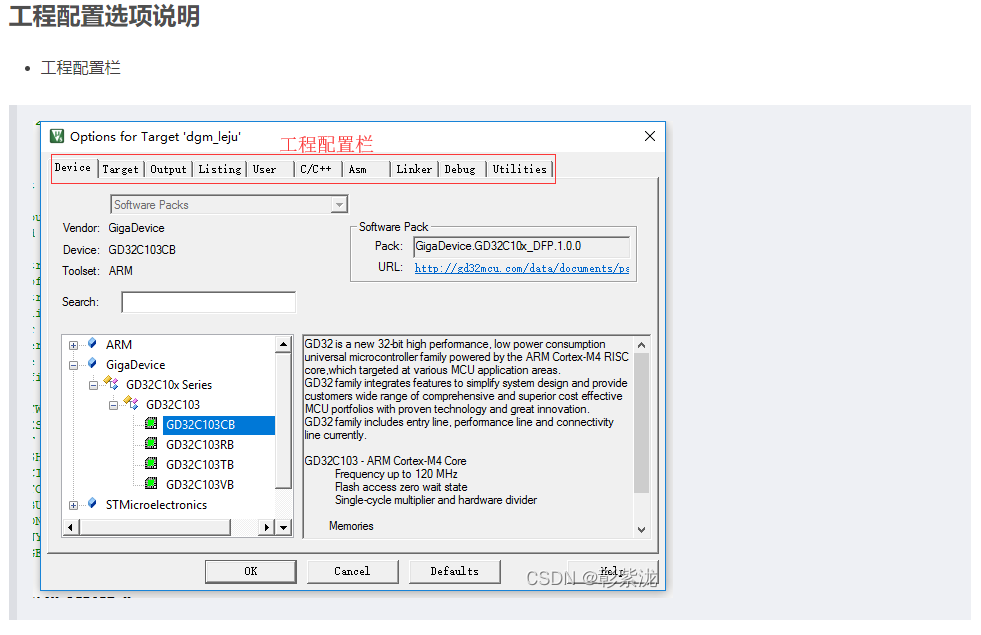 工程配置选项说明
工程配置栏
Options for Target 'dgm_leju'
工程配置栏
Device Target Output Listing User C/C++ Asm Linker Debug Utilities
Software Packs
Vendor: GigaDevice
Device: GD32C103CB
Toolset: ARM
Search:
Software Pack
Pack: GigaDevice.GD32C10x_DFP.1.0.0
URL: http://gd32mcu.com/data/documents/pa
ARM
GigaDevice
GD32C10x Series
GD32C103
GD32C103CB
GD32C103RB
GD32C103TB
GD32C103VB
STMicroelectronics
GD32 is a new 32-bit high performance, low power consumption
universal microcontroller family powered by the ARM Cortex-M4 RISC
core,which targeted at various MCU application areas.
GD32 family integrates features to simplify system design and provide
customers wide range of comprehensive and superior cost effective
MCU portfolios with proven technology and great innovation.
GD32 family includes entry line, performance line and connectivity
line currently.
GD32C103 - ARM Cortex-M4 Core
Frequency up to 120 MHz
Flash access zero wait state
Single-cycle multiplier and hardware divider
Memories
OK Cancel Defaults Help
CSDN @彭紫泷